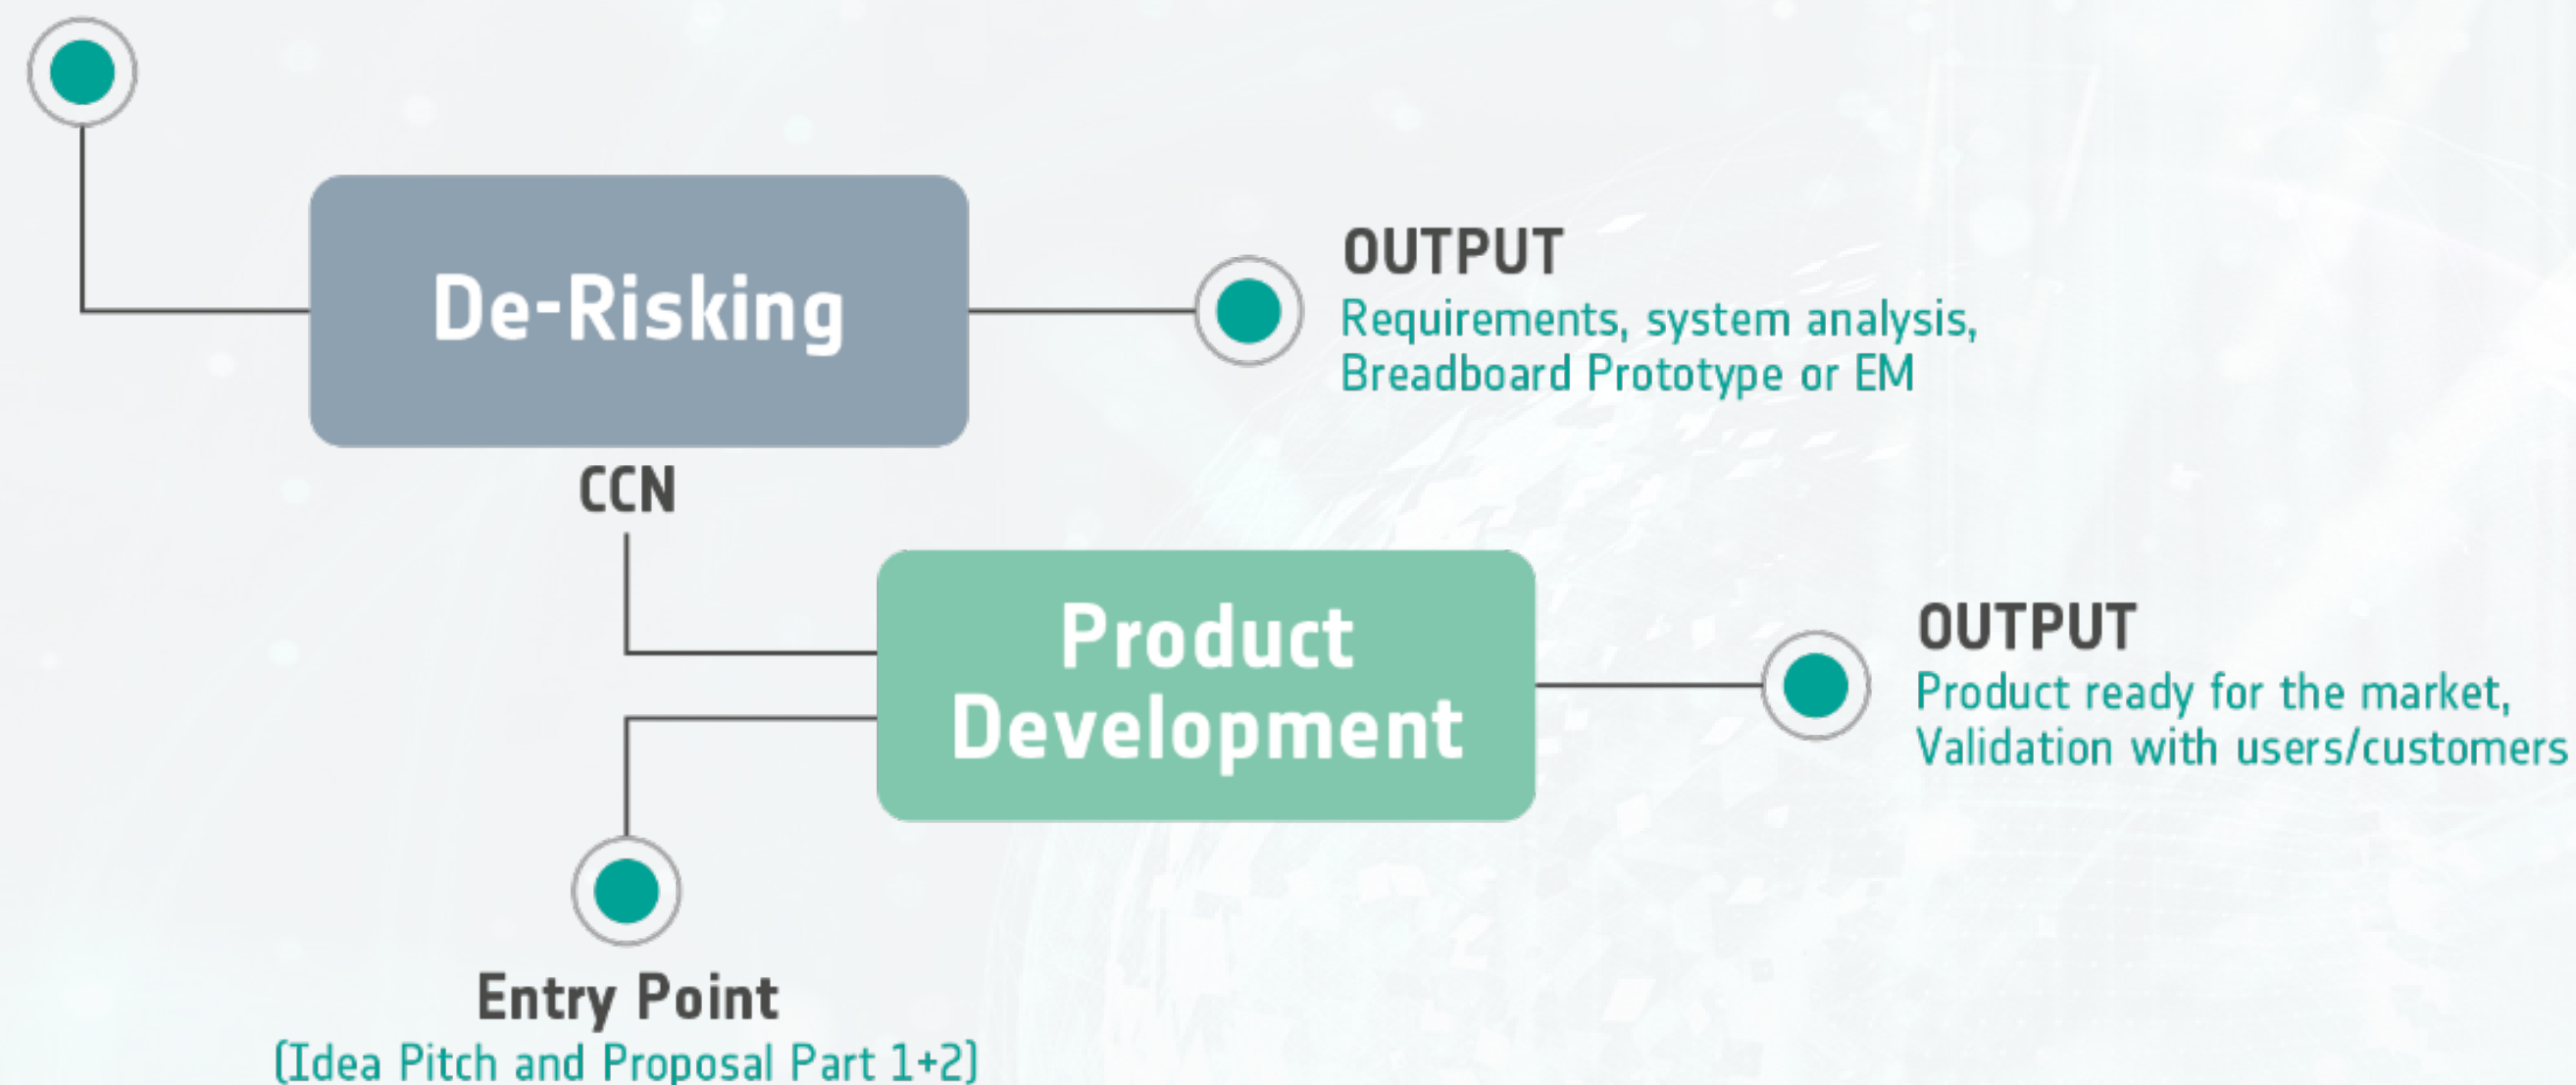 De-Risking
OUTPUT
Requirements, system analysis,
Breadboard Prototype or EM
CCN
Product
Development
OUTPUT
Product ready for the market,
Validation with users/customers
Entry Point
(Idea Pitch and Proposal Part 1+2)